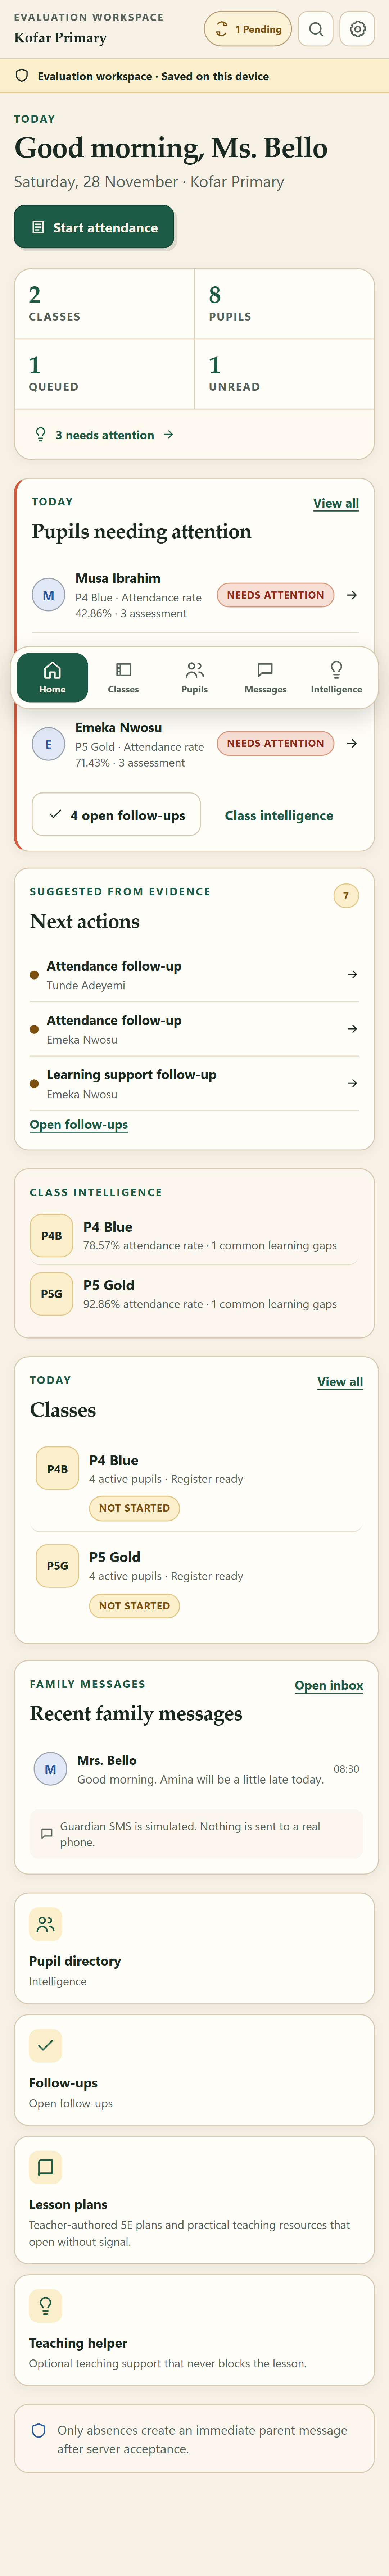 EVALUATION WORKSPACE
Kofar Primary
1 Pending
Evaluation workspace · Saved on this device
TODAY
Good morning, Ms. Bello
Saturday, 28 November · Kofar Primary
Start attendance
2
CLASSES
8
PUPILS
1
QUEUED
1
UNREAD
3 needs attention
TODAY
View all
Pupils needing attention
M
Musa Ibrahim
P4 Blue · Attendance rate
42.86% · 3 assessment
NEEDS ATTENTION
Home
Classes
Pupils
Messages
Intelligence
E
Emeka Nwosu
P5 Gold · Attendance rate
71.43% · 3 assessment
NEEDS ATTENTION
4 open follow-ups
Class intelligence
SUGGESTED FROM EVIDENCE
7
Next actions
Attendance follow-up
Tunde Adeyemi
Attendance follow-up
Emeka Nwosu
Learning support follow-up
Emeka Nwosu
Open follow-ups
CLASS INTELLIGENCE
P4B
P4 Blue
78.57% attendance rate · 1 common learning gaps
P5G
P5 Gold
92.86% attendance rate · 1 common learning gaps
TODAY
View all
Classes
P4B
P4 Blue
4 active pupils · Register ready
NOT STARTED
P5G
P5 Gold
4 active pupils · Register ready
NOT STARTED
FAMILY MESSAGES
Open inbox
Recent family messages
M
Mrs. Bello
Good morning. Amina will be a little late today.
08:30
Guardian SMS is simulated. Nothing is sent to a real
phone.
Pupil directory
Intelligence
Follow-ups
Open follow-ups
Lesson plans
Teacher-authored 5E plans and practical teaching resources that
open without signal.
Teaching helper
Optional teaching support that never blocks the lesson.
Only absences create an immediate parent message
after server acceptance.